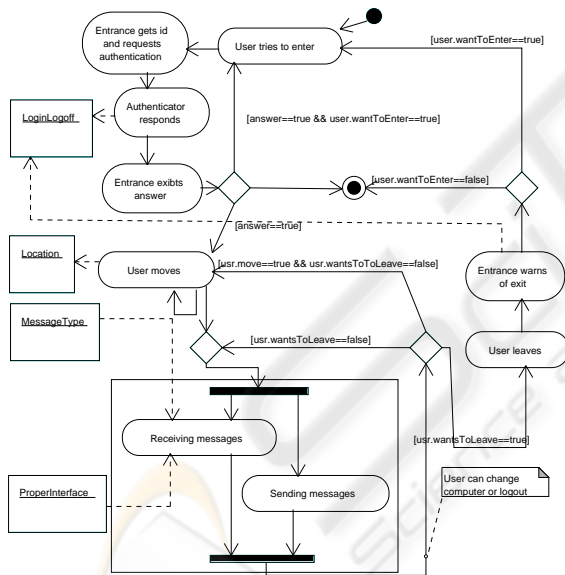 Entrance gets id
and requests
authentication
User tries to enter
[user.wantToEnter==true]
LoginLogoff
Authenticator
responds
[answer==true && user.wantToEnter==true]
Entrance exibts
answer
[user.wantToEnter==false]
[answer==true]
Location
User moves
[usr.move==true && usr.wantsToToLeave==false]
Entrance warns
of exit
MessageType
[usr.wantsToLeave==false]
User leaves
Receiving messages
[usr.wantsToLeave==true]
ProperInterface
Sending messages
User can change
computer or logout